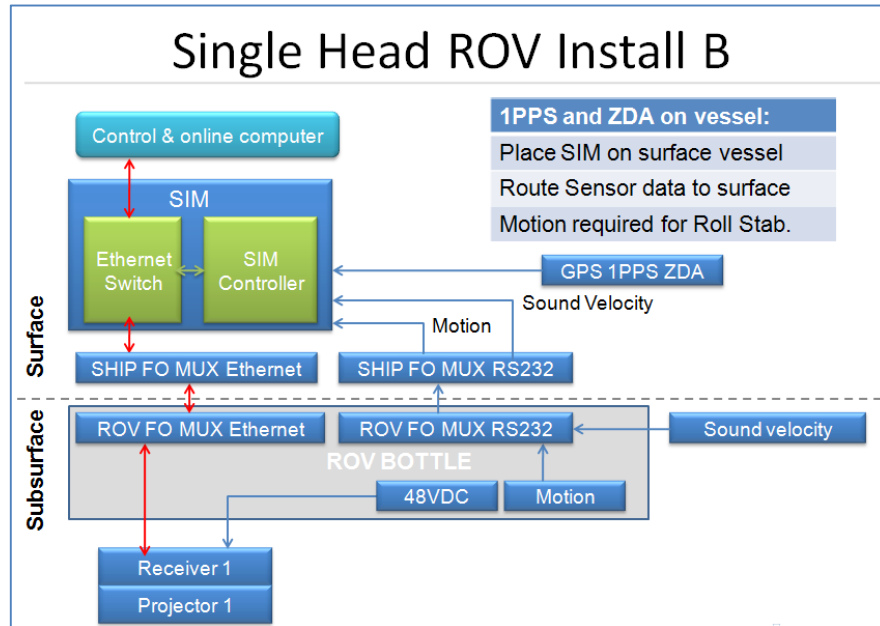 Single Head ROV Install B
Control & online computer
1PPS and ZDA on vessel:
Place SIM on surface vessel
Route Sensor data to surface
Motion required for Roll Stab.
SIM
Ethernet
Switch
SIM
Controller
GPS 1PPS ZDA
Sound Velocity
Motion
Surface
SHIP FO MUX Ethernet
SHIP FO MUX RS232
Subsurface
ROV FO MUX Ethernet
ROV FO MUX RS232
Sound velocity
ROV BOTTLE
48VDC
Motion
Receiver 1
Projector 1